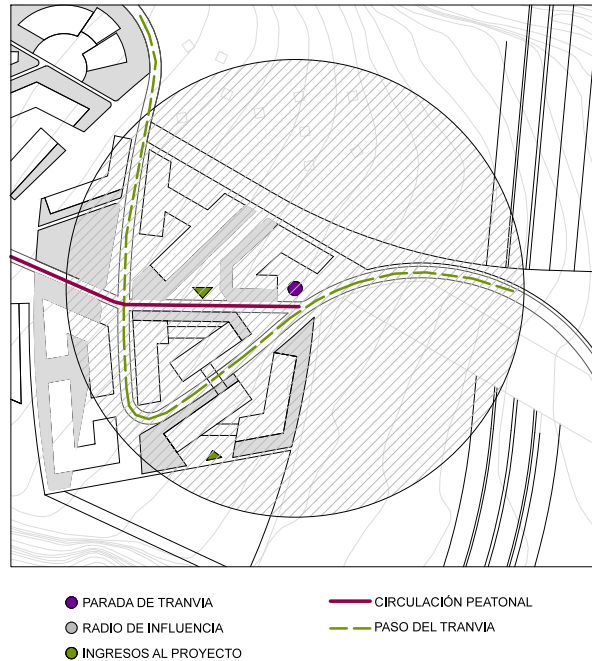 PARADA DE TRANVIA
RADIO DE INFLUENCIA
INGRESOS AL PROYECTO
CIRCULACIÓN PEATONAL
PASO DEL TRANVIA